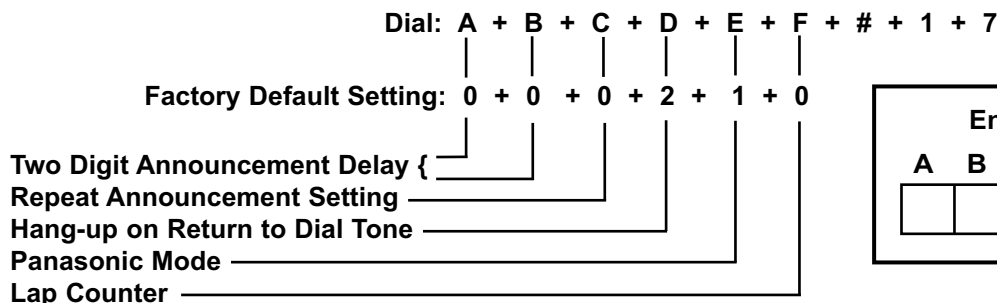 Dial: A + B + C + D + E + F + # + 1 + 7
Factory Default Setting: 0 + 0 + 0 + 2 + 1 + 0
Two Digit Announcement Delay {
Repeat Announcement Setting
Hang-up on Return to Dial Tone
Panasonic Mode
Lap Counter
A B